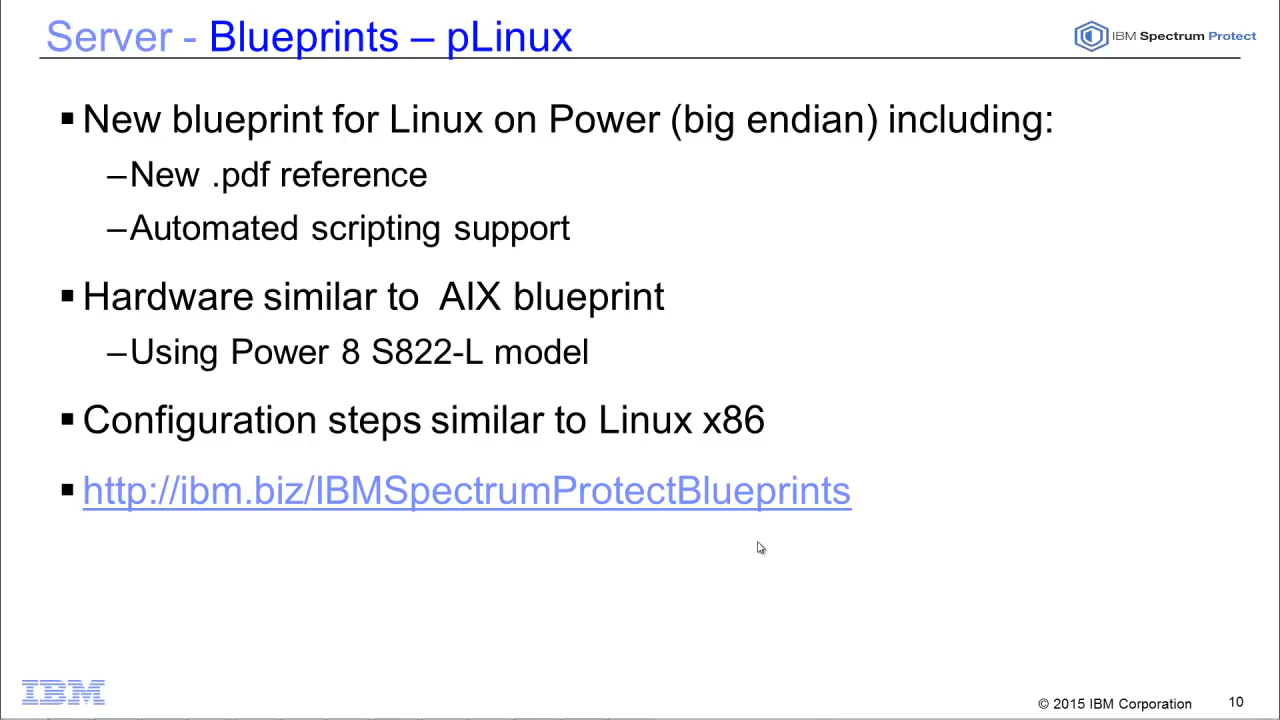 Server - Blueprints – pLinux
IBM Spectrum Protect
▪ New blueprint for Linux on Power (big endian) including:
–New .pdf reference
–Automated scripting support
▪ Hardware similar to  AIX blueprint
–Using Power 8 S822-L model
▪ Configuration steps similar to Linux x86
▪ http://ibm.biz/IBMSpectrumProtectBlueprints
IBM
© 2015 IBM Corporation
10